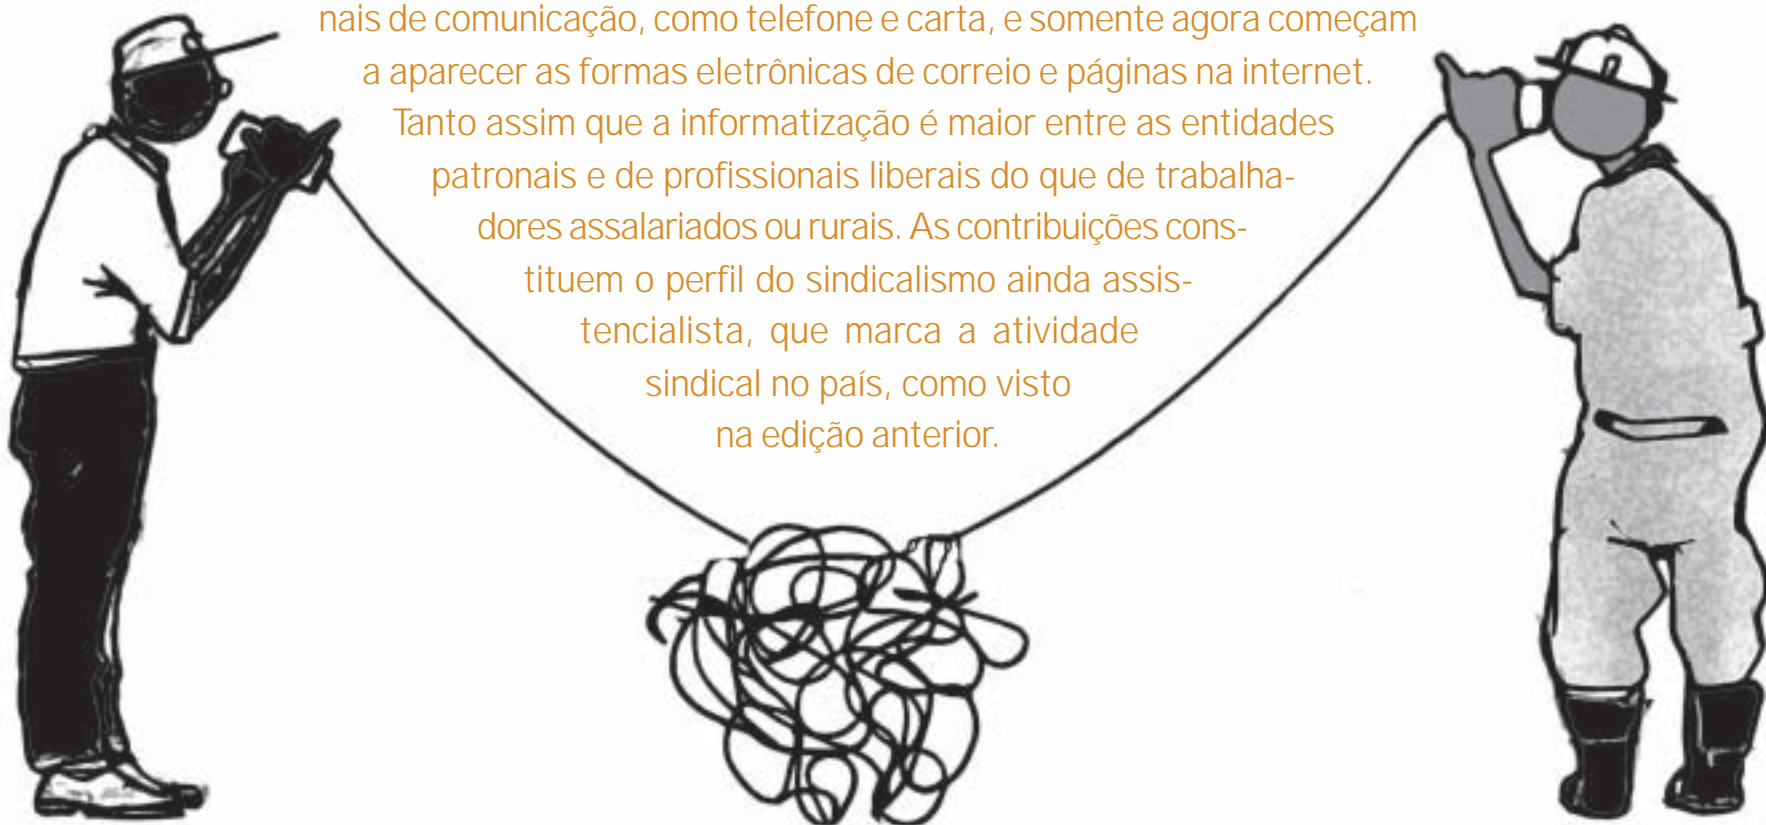 nais de comunicação, como telefone e carta, e somente agora começam
a aparecer as formas eletrônicas de correio e páginas na internet.
Tanto assim que a informatização é maior entre as entidades
patronais e de profissionais liberais do que de trabalha-
dores assalariados ou rurais. As contribuições cons-
tituem o perfil do sindicalismo ainda assis-
tencialista, que marca a atividade
sindical no país, como visto
na edição anterior.